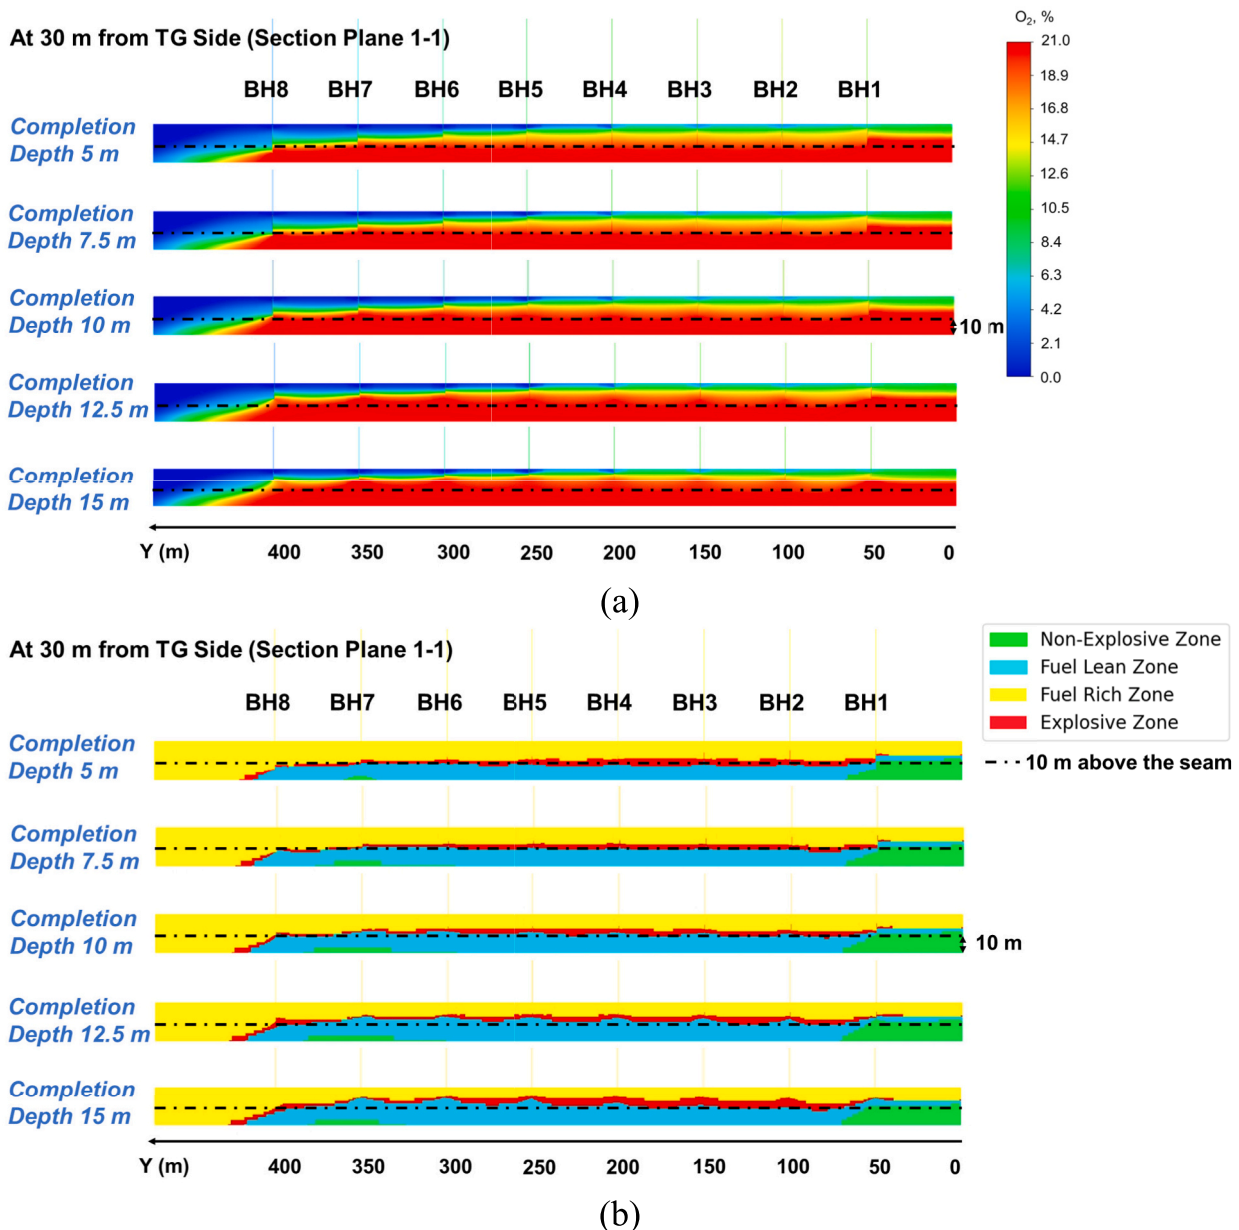 At 30 m from TG Side (Section Plane 1-1)
O₂, %
BH8 BH7 BH6 BH5 BH4 BH3 BH2 BH1
21.0
18.9
16.8
14.7
12.6
10.5
8.4
6.3
4.2
2.1
0.0
Completion
Depth 5 m
Completion
Depth 7.5 m
Completion
Depth 10 m
10 m
Completion
Depth 12.5 m
Completion
Depth 15 m
Y (m) 400 350 300 250 200 150 100 50 0
(a)
At 30 m from TG Side (Section Plane 1-1)
Non-Explosive Zone
Fuel Lean Zone
Fuel Rich Zone
Explosive Zone
10 m above the seam
BH8 BH7 BH6 BH5 BH4 BH3 BH2 BH1
Completion
Depth 5 m
Completion
Depth 7.5 m
Completion
Depth 10 m
10 m
Completion
Depth 12.5 m
Completion
Depth 15 m
Y (m) 400 350 300 250 200 150 100 50 0
(b)